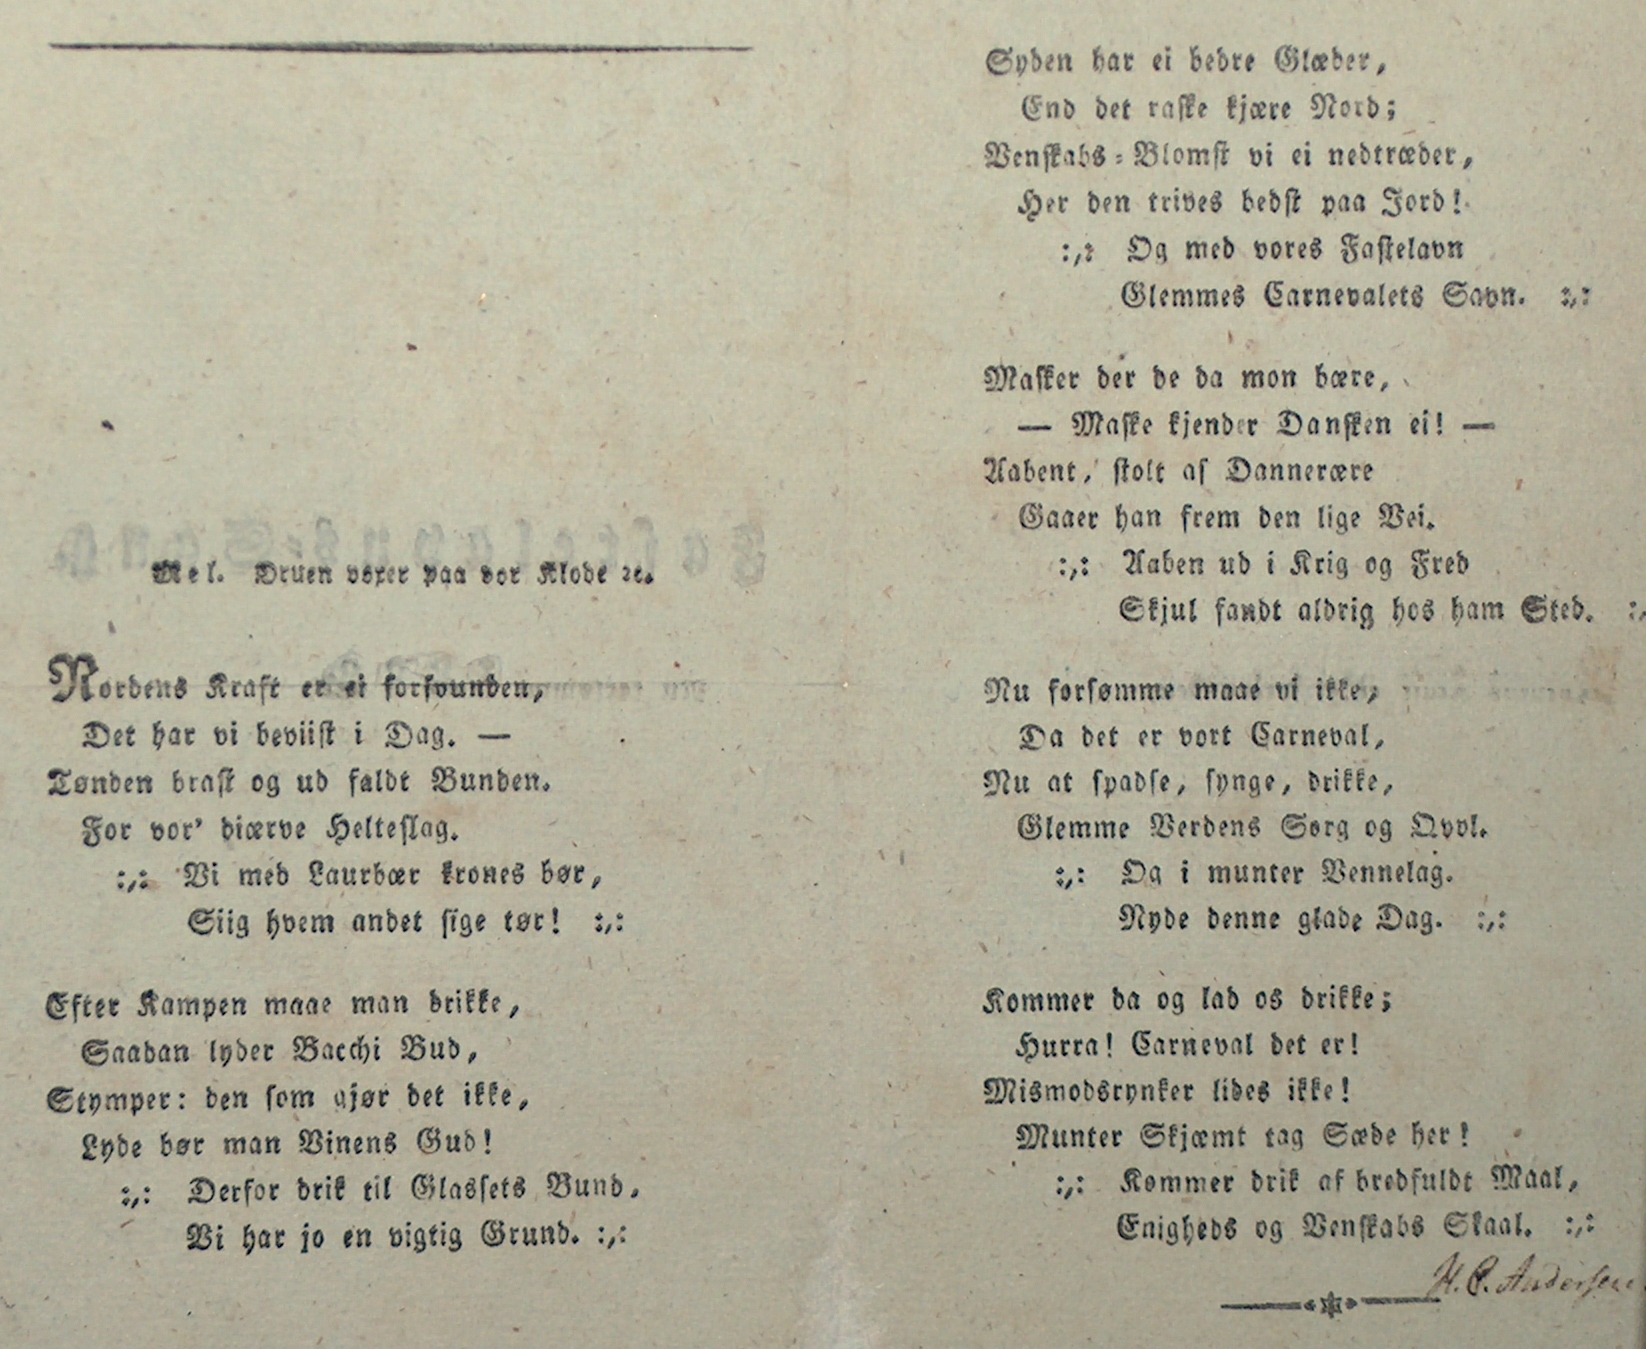 Mel. Druen voxer paa vor Klode ꝛc.
Nordens Kraft er ei forsvunden,
Det har vi beviist i Dag. —
Tønden brast og ud faldt Bunden.
For vor' diærve Helteslag.
:,: Vi med Laurbær krones bør,
Siig hvem andet sige tør! :,:
Efter Kampen maae man drikke,
Saadan lyder Bacchi Bud,
Stymper: den som gjør det ikke,
Lyde bør man Vinens Gud!
:,: Derfor drik til Glassets Bund.
Vi har jo en vigtig Grund. :,:
Syden har ei bedre Glæder,
End det raske kjære Nord;
Venskabs-Blomst vi ei nedtræder,
Her den trives bedst paa Jord!
:,: Og med vores Fastelavn
Glemmes Carnevalets Savn. :,:
Masker der de da mon bære,
— Maske kjender Dansken ei! —
Aabent, stolt af Dannerære
Gaaer han frem den lige Vei.
:,: Aaben ud i Krig og Fred
Skjul fandt aldrig hos ham Sted. :,
Nu forsømme maae vi ikke,
Da det er vort Carneval,
Nu at spadse, synge, drikke,
Glemme Verdens Sorg og Qvol.
:,: Og i munter Vennelag.
Nyde denne glade Dag. :,:
Kommer da og lad os drikke;
Hurra! Carneval det er!
Mismodsrynker lides ikke!
Munter Skjæmt tag Sæde her!
:,: Kommer drik af bredfuldt Maal,
Enigheds og Venskabs Skaal. :,:
H. C. Andersen